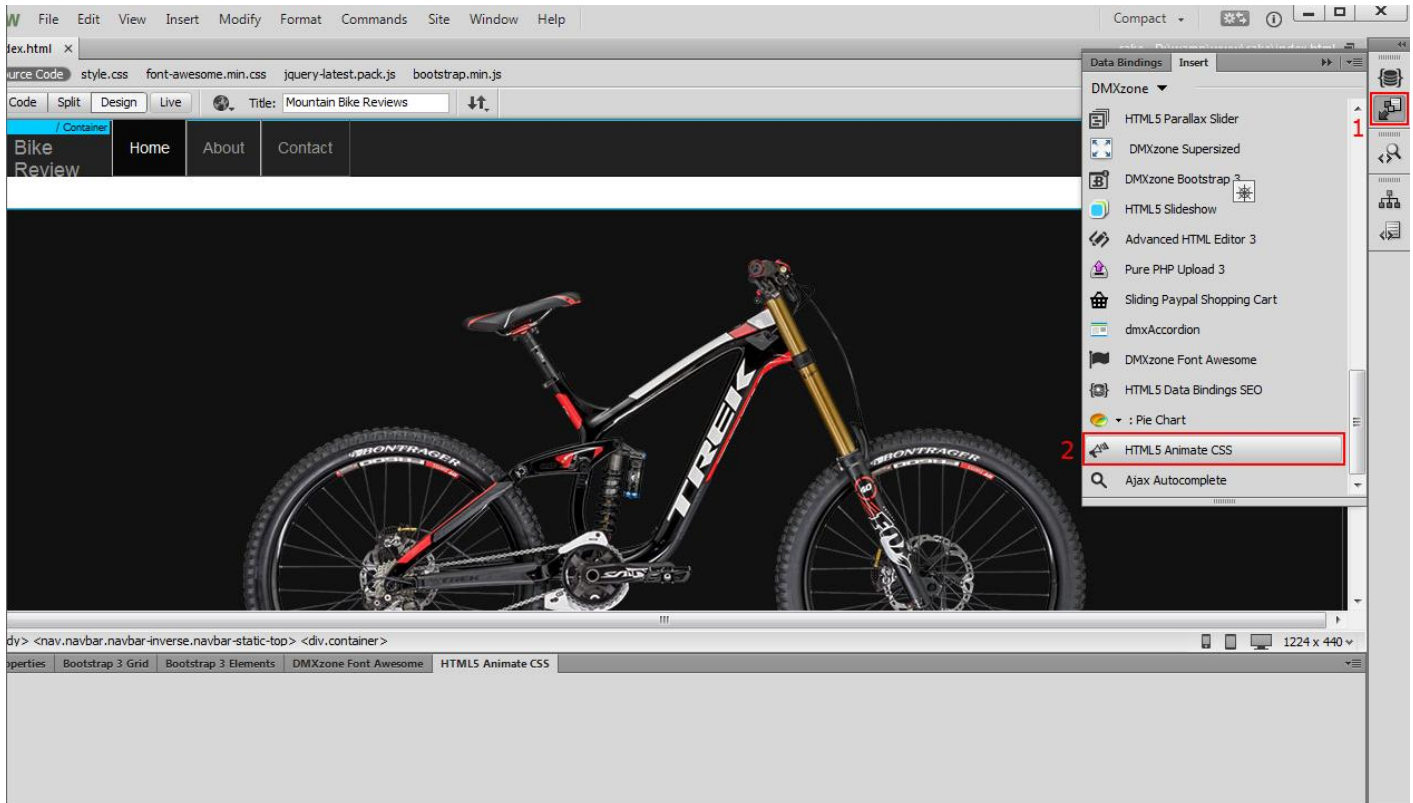 W File Edit View Insert Modify Format Commands Site Window Help Compact
dex.html X
urce Code style.css font-awesome.min.css jquery-latest.pack.js bootstrap.min.js
Code Split Design Live Title: Mountain Bike Reviews
/ Container
Bike
Review
Home About Contact
Data Bindings Insert
DMXzone
1
HTML5 Parallax Slider
DMXzone Supersized
DMXzone Bootstrap 3
HTML5 Slideshow
Advanced HTML Editor 3
Pure PHP Upload 3
Sliding Paypal Shopping Cart
dmxAccordion
DMXzone Font Awesome
HTML5 Data Bindings SEO
: Pie Chart
2 HTML5 Animate CSS
Ajax Autocomplete
TREK
BONTRAGER
BONTRAGER
dy> <nav.navbar.navbar-inverse.navbar-static-top> <div.container> 1224 x 440
operties Bootstrap 3 Grid Bootstrap 3 Elements DMXzone Font Awesome HTML5 Animate CSS